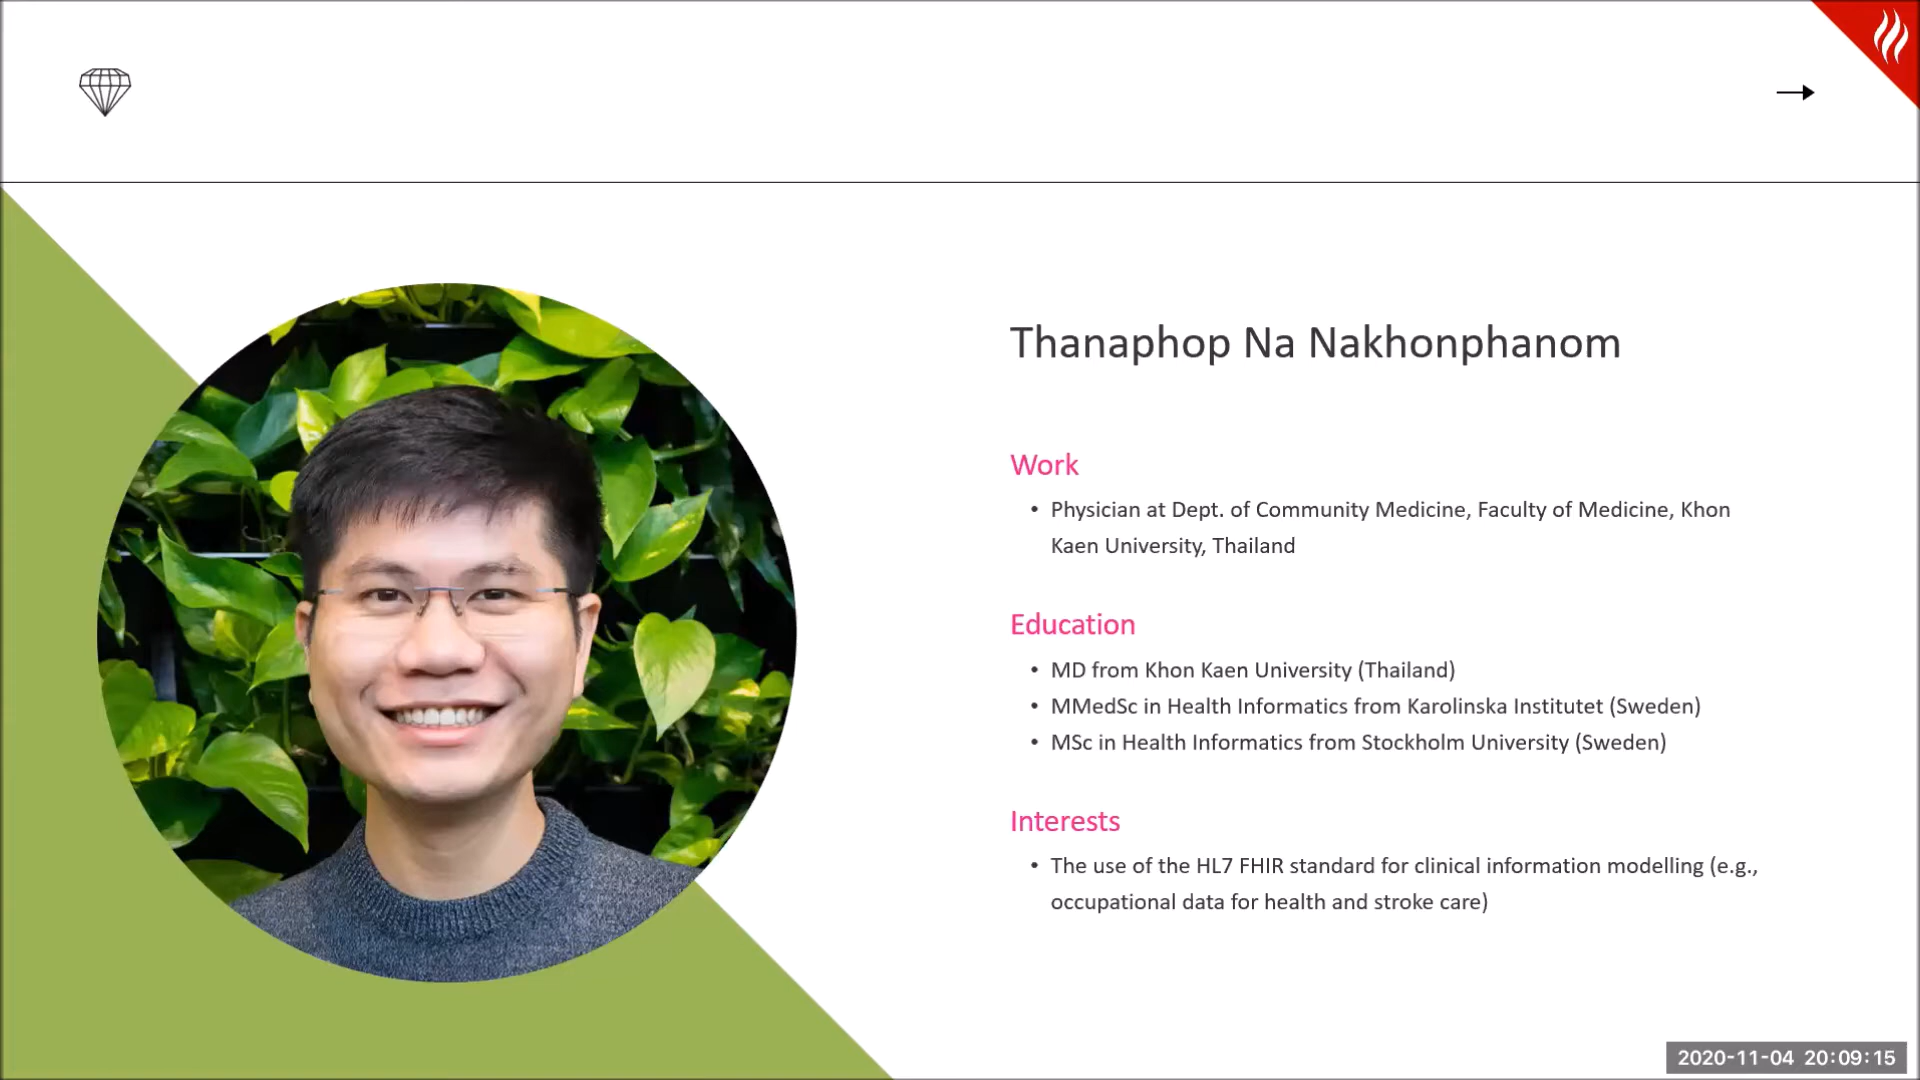 Thanaphop Na Nakhonphanom
Work
• Physician at Dept. of Community Medicine, Faculty of Medicine, Khon
Kaen University, Thailand
Education
• MD from Khon Kaen University (Thailand)
• MMedSc in Health Informatics from Karolinska Institutet (Sweden)
• MSc in Health Informatics from Stockholm University (Sweden)
Interests
• The use of the HL7 FHIR standard for clinical information modelling (e.g.,
occupational data for health and stroke care)
2020-11-04 20:09:15